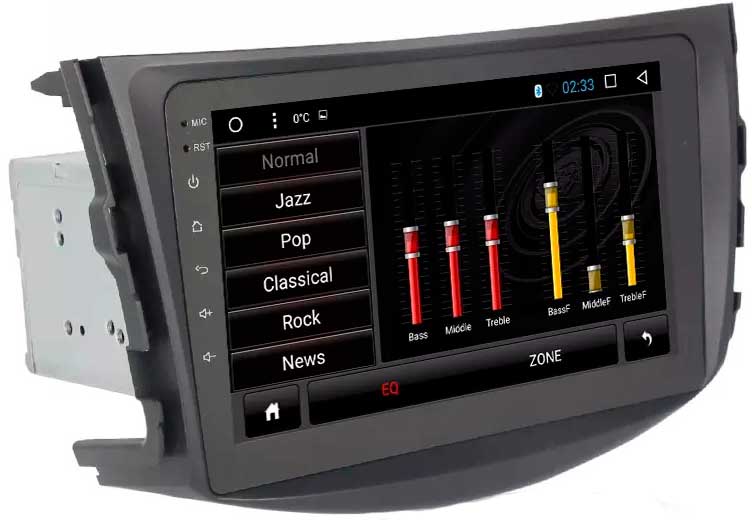 MIC
RST
0°C
02:33
Normal
Jazz
Pop
Classical
Rock
News
Bass
Middle
Treble
BassF
MiddleF
TrebleF
EQ
ZONE